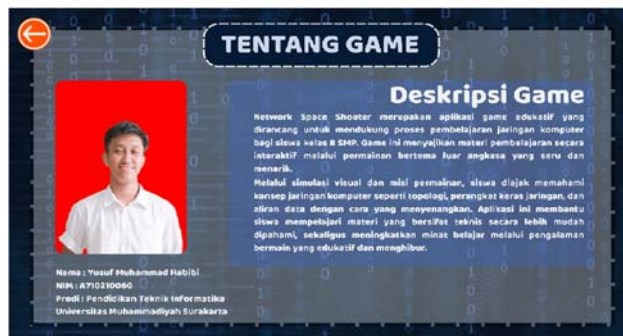 TENTANG GAME
Deskripsi Game
Network Space Shooter merupakan aplikasi game edukatif yang
dirancang untuk mendukung proses pembelajaran jaringan komputer
bagi siswa kelas 8 SMP. Game ini menyajikan materi pembelajaran secara
interaktif melalui permainan bertema luar angkasa yang seru dan
menarik.
Melalui simulasi visual dan misi permainan, siswa diajak memahami
konsep jaringan komputer seperti topologi, perangkat keras jaringan, dan
aliran data dengan cara yang menyenangkan. Aplikasi ini membantu
siswa mempelajari materi yang bersifat teknis secara lebih mudah
dipahami, sekaligus meningkatkan minat belajar melalui pengalaman
bermain yang edukatif dan menghibur.
Nama : Yusuf Muhammad Habibi
NIM : A710210060
Prodi : Pendidikan Teknik Informatika
Universitas Muhammadiyah Surakarta